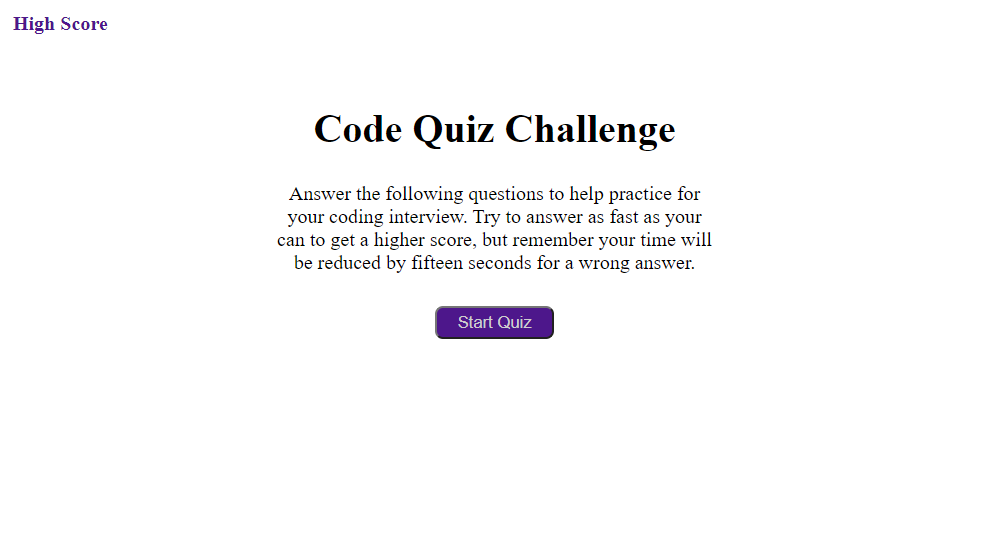 High Score
Code Quiz Challenge
Answer the following questions to help practice for
your coding interview. Try to answer as fast as your
can to get a higher score, but remember your time will
be reduced by fifteen seconds for a wrong answer.
Start Quiz